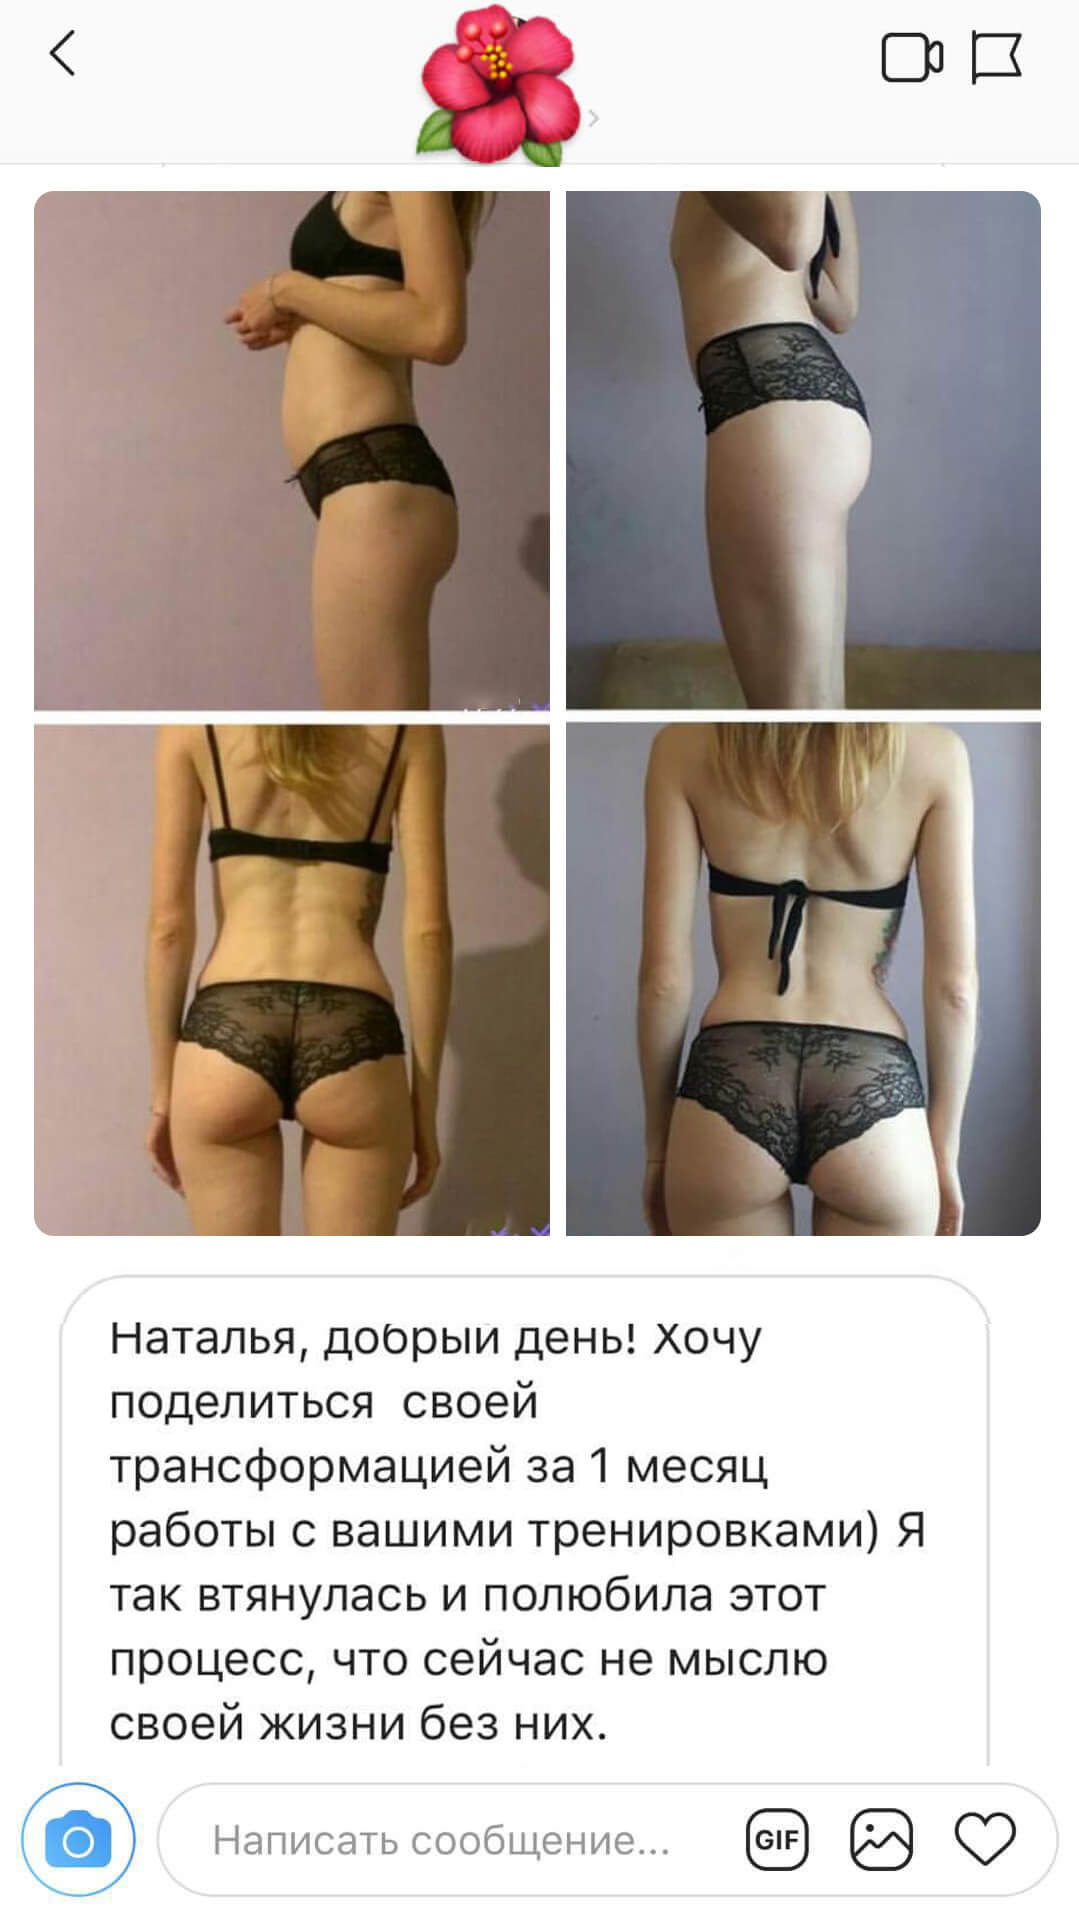 Наталья, добрый день! Хочу
поделиться своей
трансформацией за 1 месяц
работы с вашими тренировками) Я
так втянулась и полюбила этот
процесс, что сейчас не мыслю
своей жизни без них.
Написать сообщение...
GIF